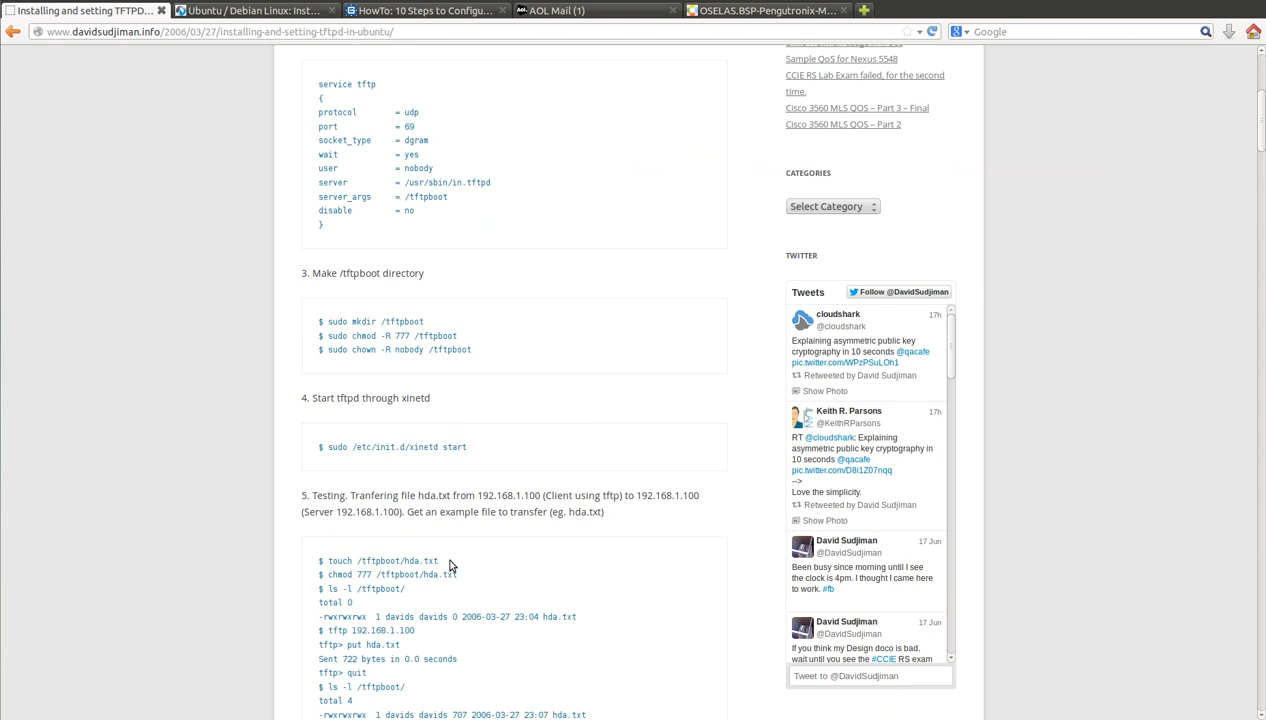 Installing and setting TFTPD...
Ubuntu / Debian Linux: Inst...
HowTo: 10 Steps to Configu...
AOL Mail (1)
OSELAS.BSP-Pengutronix-M...
www.davidsudjiman.info/2006/03/27/installing-and-setting-tftpd-in-ubuntu/
Google
service tftp
{
protocol = udp
port = 69
socket_type = dgram
wait = yes
user = nobody
server = /usr/sbin/in.tftpd
server_args = /tftpboot
disable = no
}
3. Make /tftpboot directory
$ sudo mkdir /tftpboot
$ sudo chmod -R 777 /tftpboot
$ sudo chown -R nobody /tftpboot
4. Start tftpd through xinetd
$ sudo /etc/init.d/xinetd start
5. Testing. Tranfering file hda.txt from 192.168.1.100 (Client using tftp) to 192.168.1.100
(Server 192.168.1.100). Get an example file to transfer (eg. hda.txt)
$ touch /tftpboot/hda.txt
$ chmod 777 /tftpboot/hda.txt
$ ls -l /tftpboot/
total 0
-rwxrwxrwx 1 davids davids 0 2006-03-27 23:04 hda.txt
$ tftp 192.168.1.100
tftp> put hda.txt
Sent 722 bytes in 0.0 seconds
tftp> quit
$ ls -l /tftpboot/
total 4
-rwxrwxrwx 1 davids davids 707 2006-03-27 23:07 hda.txt
Sample QoS for Nexus 5548
CCIE RS Lab Exam failed, for the second
time.
Cisco 3560 MLS QOS – Part 3 – Final
Cisco 3560 MLS QOS – Part 2
CATEGORIES
Select Category
TWITTER
Tweets
Follow @DavidSudjiman
cloudshark 17h
@cloudshark
Explaining asymmetric public key
cryptography in 10 seconds @qacafe
pic.twitter.com/WPzPSuLOh1
Retweeted by David Sudjiman
Show Photo
Keith R. Parsons 17h
@KeithRParsons
RT @cloudshark: Explaining
asymmetric public key cryptography in
10 seconds @qacafe
pic.twitter.com/D8i1Z07nqq
-->
Love the simplicity.
Retweeted by David Sudjiman
Show Photo
David Sudjiman 17 Jun
@DavidSudjiman
Been busy since morning until I see
the clock is 4pm. I thought I came here
to work. #fb
David Sudjiman 17 Jun
@DavidSudjiman
If you think my Design doco is bad,
wait until you see the #CCIE RS exam
Tweet to @DavidSudjiman